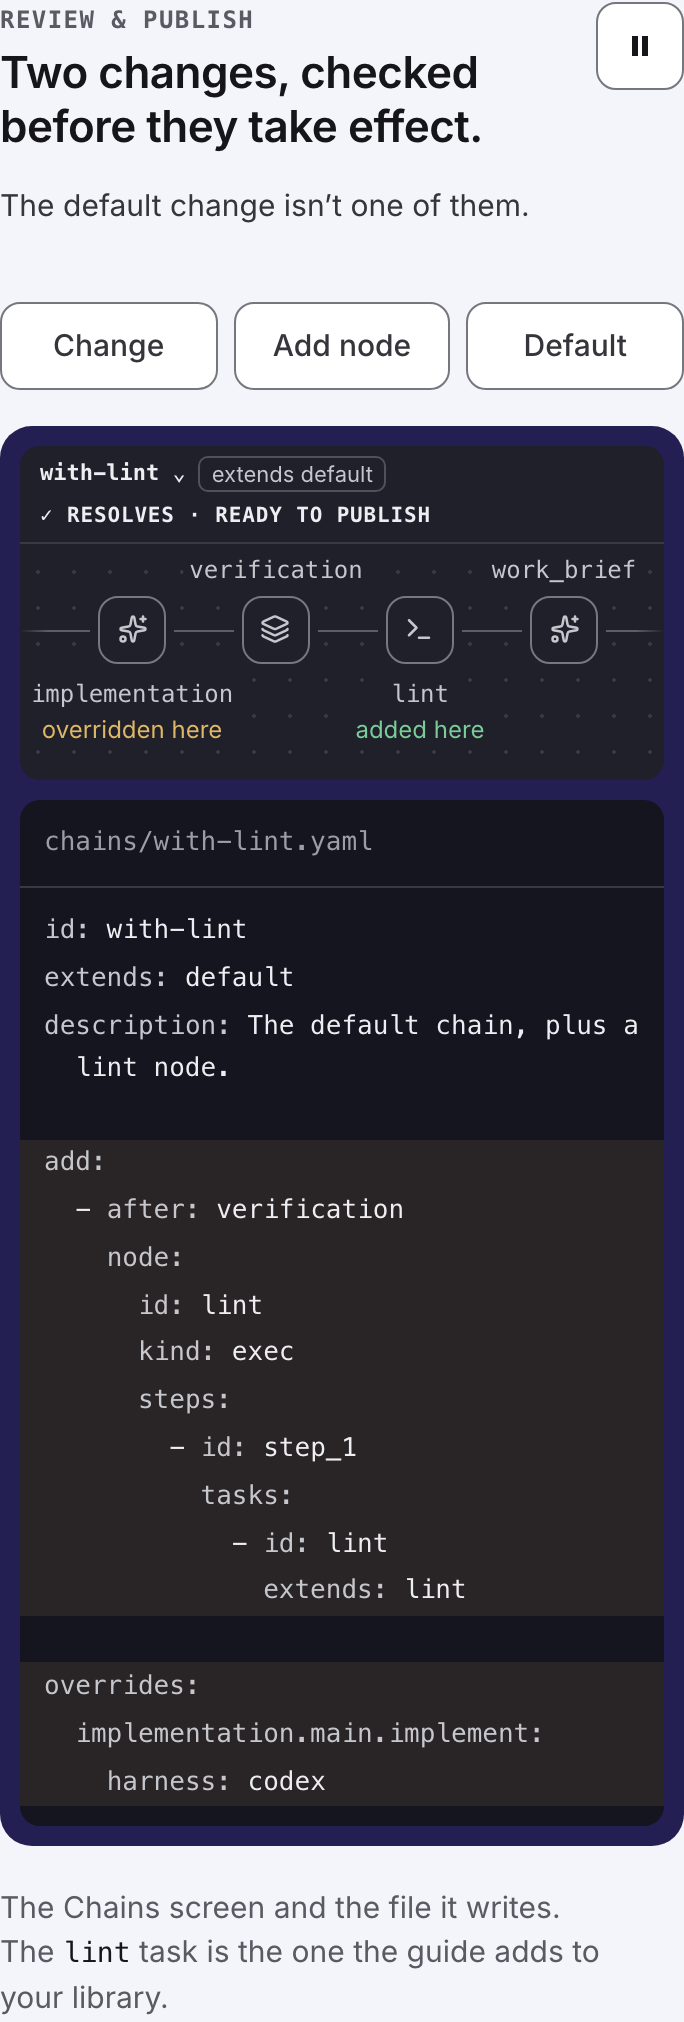 REVIEW & PUBLISH
Two changes, checked
before they take effect.
The default change isn’t one of them.
Change
Add node
Default
with-lint
extends default
✓ RESOLVES · READY TO PUBLISH
verification
work_brief
implementation
lint
overridden here
added here
chains/with-lint.yaml
id: with-lint
extends: default
description: The default chain, plus a
lint node.
add:
- after: verification
node:
id: lint
kind: exec
steps:
- id: step_1
tasks:
- id: lint
extends: lint
overrides:
implementation.main.implement:
harness: codex
The Chains screen and the file it writes.
The lint task is the one the guide adds to
your library.